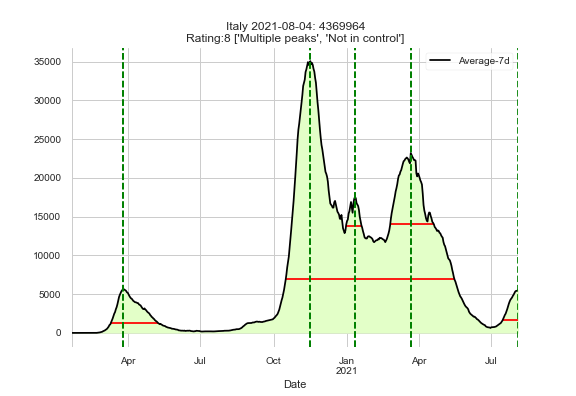 Italy 2021-08-04: 4369964
Rating:8 ['Multiple peaks', 'Not in control']
Average-7d
35000
30000
25000
20000
15000
10000
5000
0
Apr
Jul
Oct
Jan
2021
Apr
Jul
Date